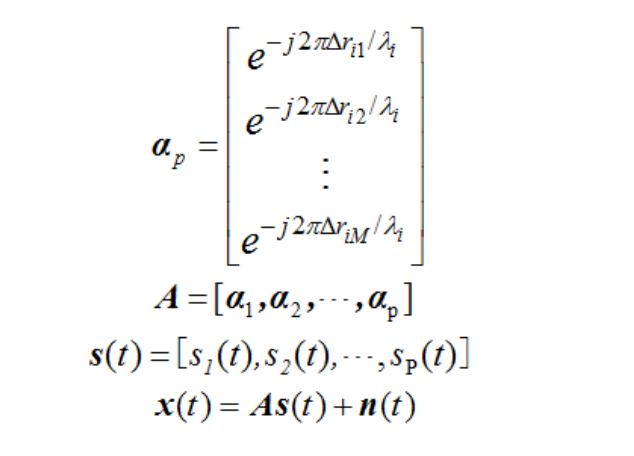 α_p = [ e^{-j2πΔr_{i1}/λ_i}
e^{-j2πΔr_{i2}/λ_i}
⋮
e^{-j2πΔr_{iM}/λ_i} ]
A = [α_1, α_2, ⋯, α_p]
s(t) = [s_1(t), s_2(t), ⋯, s_P(t)]
x(t) = As(t) + n(t)